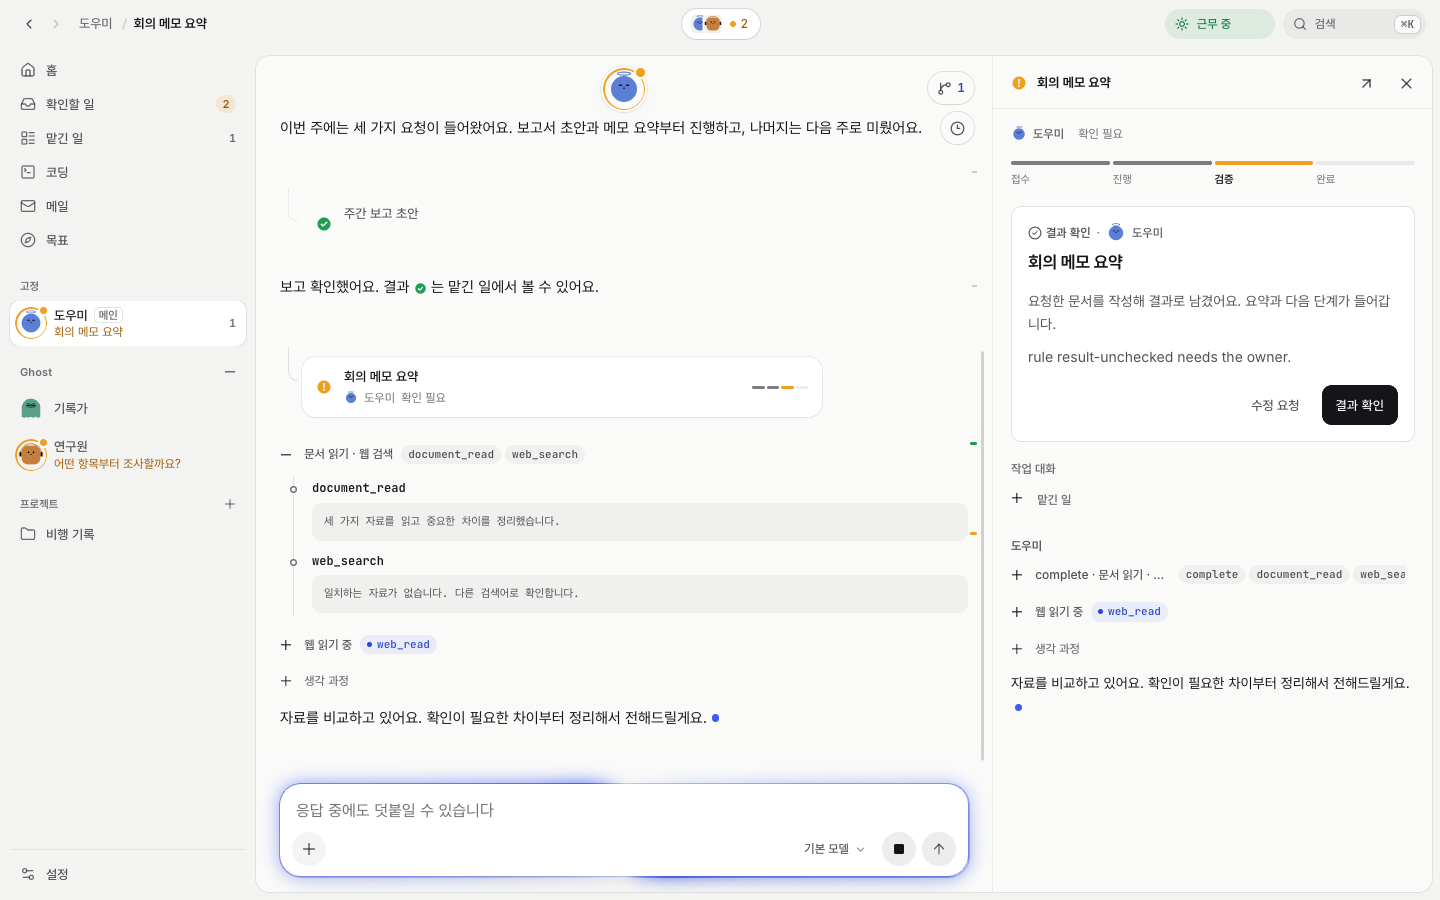 도우미 / 회의 메모 요약
2
근무 중
검색
⌘K
홈
확인할 일
2
맡긴 일
1
코딩
메일
목표
고정
도우미 메인
회의 메모 요약
1
Ghost
기록가
연구원
어떤 항목부터 조사할까요?
프로젝트
비행 기록
설정
1
이번 주에는 세 가지 요청이 들어왔어요. 보고서 초안과 메모 요약부터 진행하고, 나머지는 다음 주로 미뤘어요.
주간 보고 초안
보고 확인했어요. 결과 는 맡긴 일에서 볼 수 있어요.
회의 메모 요약
도우미 확인 필요
문서 읽기 · 웹 검색 document_read web_search
document_read
세 가지 자료를 읽고 중요한 차이를 정리했습니다.
web_search
일치하는 자료가 없습니다. 다른 검색어로 확인합니다.
웹 읽기 중 web_read
생각 과정
자료를 비교하고 있어요. 확인이 필요한 차이부터 정리해서 전해드릴게요.
응답 중에도 덧붙일 수 있습니다
기본 모델
회의 메모 요약
도우미 확인 필요
접수 진행 검증 완료
결과 확인 · 도우미
회의 메모 요약
요청한 문서를 작성해 결과로 남겼어요. 요약과 다음 단계가 들어갑
니다.
rule result-unchecked needs the owner.
수정 요청 결과 확인
작업 대화
맡긴 일
도우미
complete · 문서 읽기 · ... complete document_read web_sea
웹 읽기 중 web_read
생각 과정
자료를 비교하고 있어요. 확인이 필요한 차이부터 정리해서 전해드릴게요.